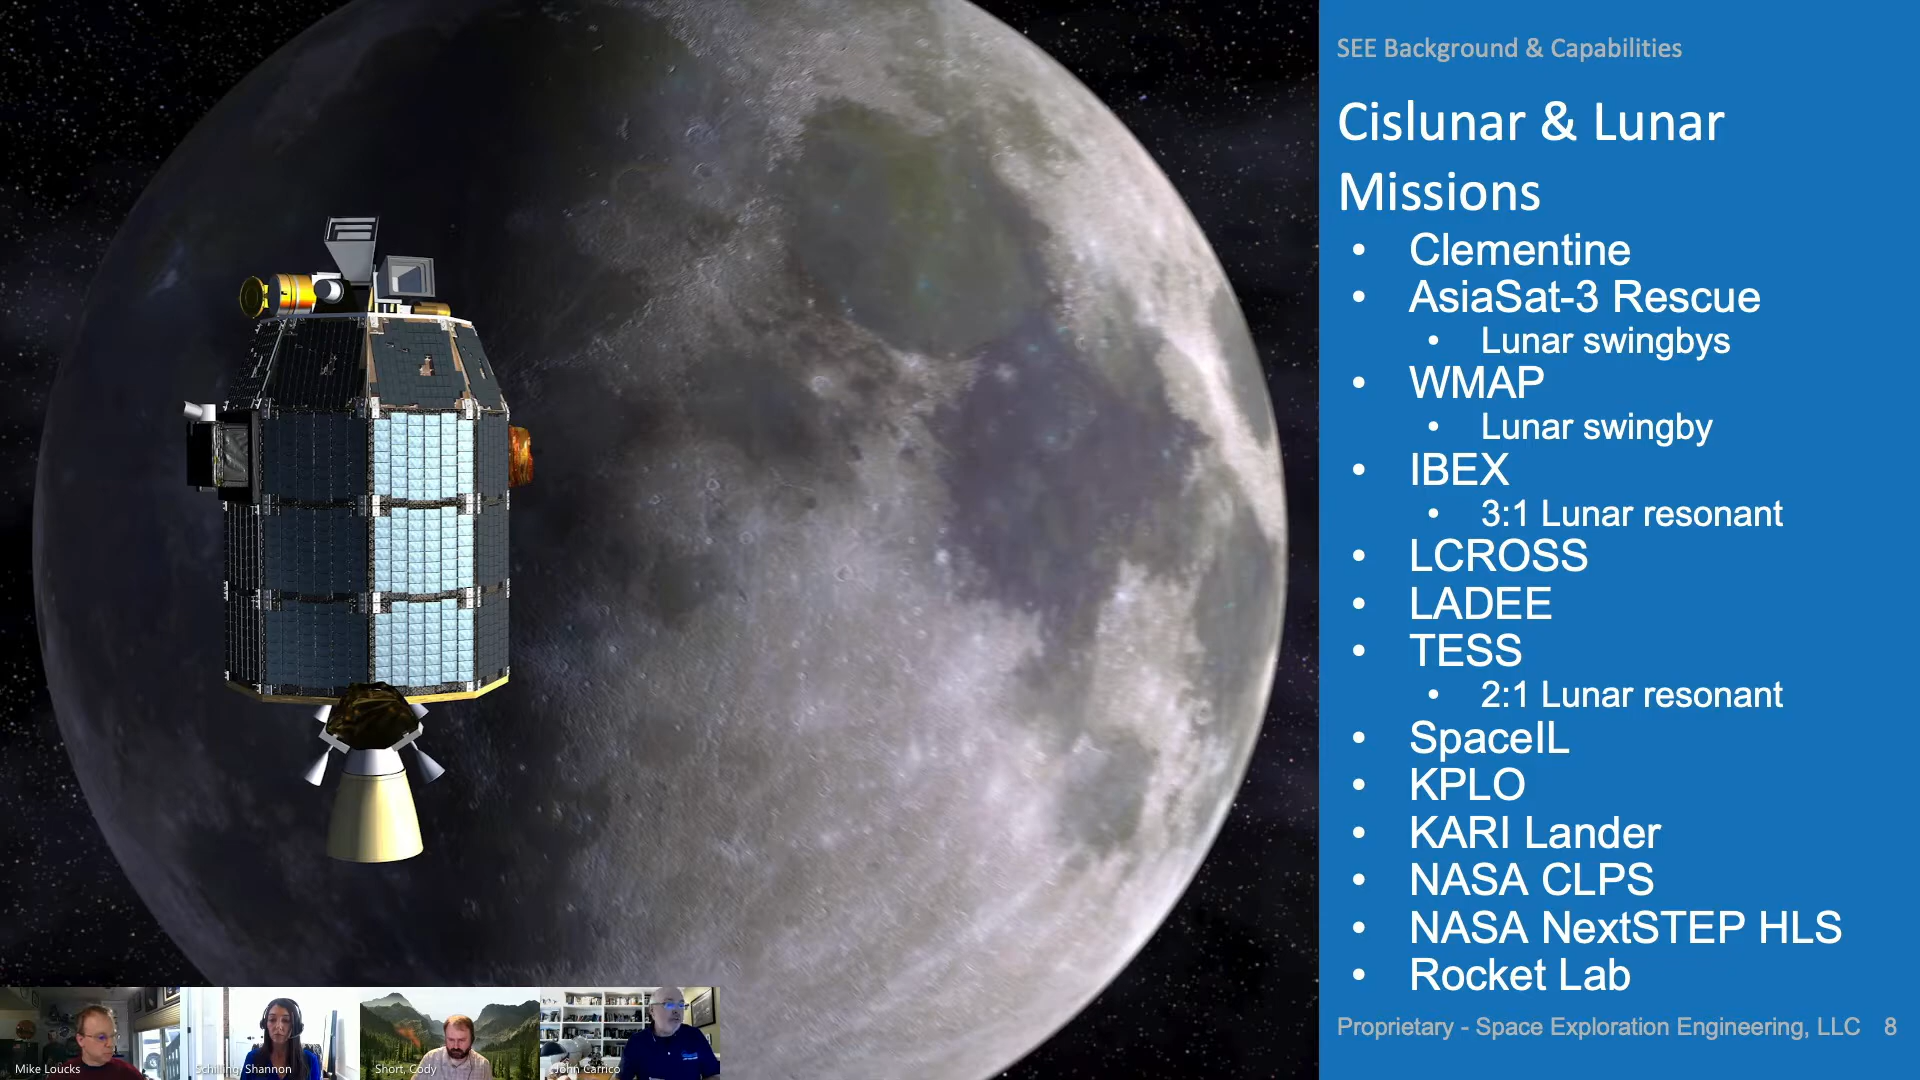 SEE Background & Capabilities
Cislunar & Lunar
Missions
• Clementine
• AsiaSat-3 Rescue
• Lunar swingbys
• WMAP
• Lunar swingby
• IBEX
• 3:1 Lunar resonant
• LCROSS
• LADEE
• TESS
• 2:1 Lunar resonant
• SpaceIL
• KPLO
• KARI Lander
• NASA CLPS
• NASA NextSTEP HLS
• Rocket Lab
Proprietary - Space Exploration Engineering, LLC 8
Mike Loucks
Schilling, Shannon
Short, Cody
John Carrico